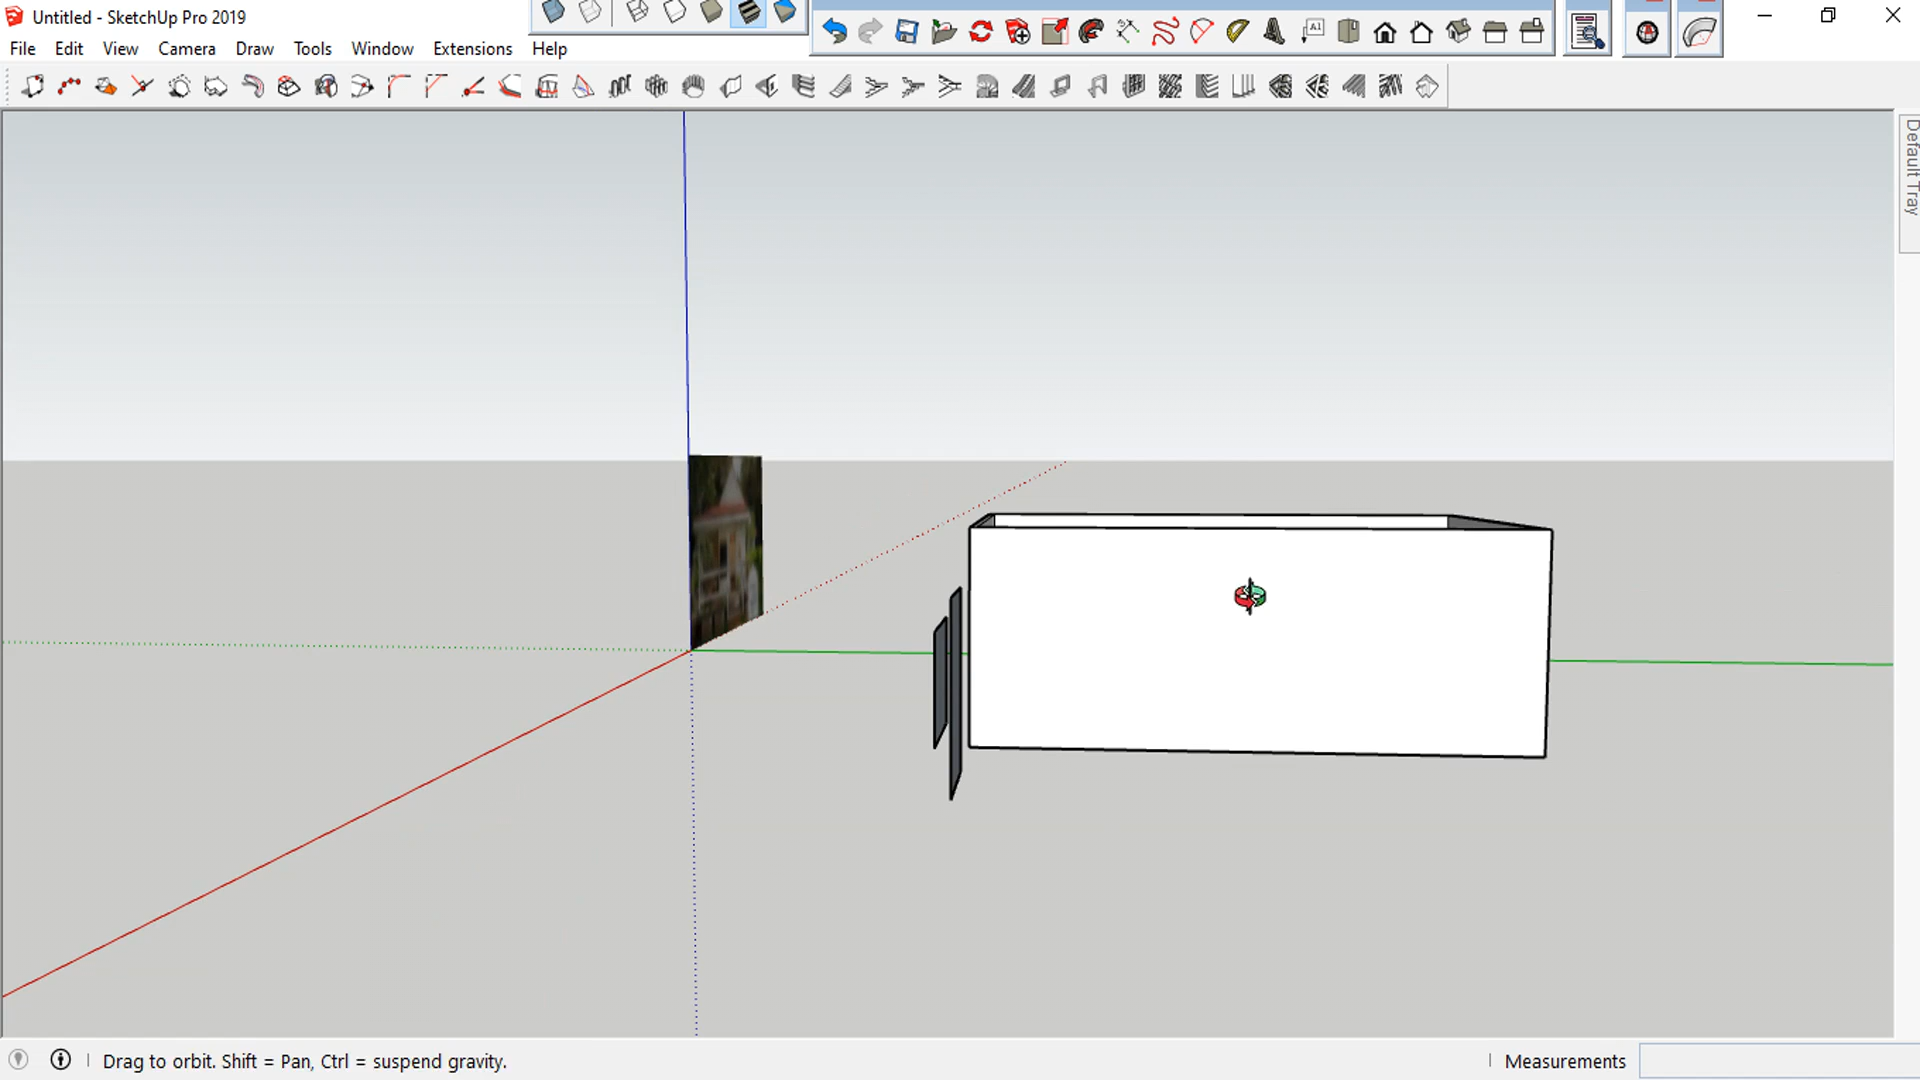 Untitled - SketchUp Pro 2019
File Edit View Camera Draw Tools Window Extensions Help
A1
Default Tray
Drag to orbit. Shift = Pan, Ctrl = suspend gravity.
Measurements